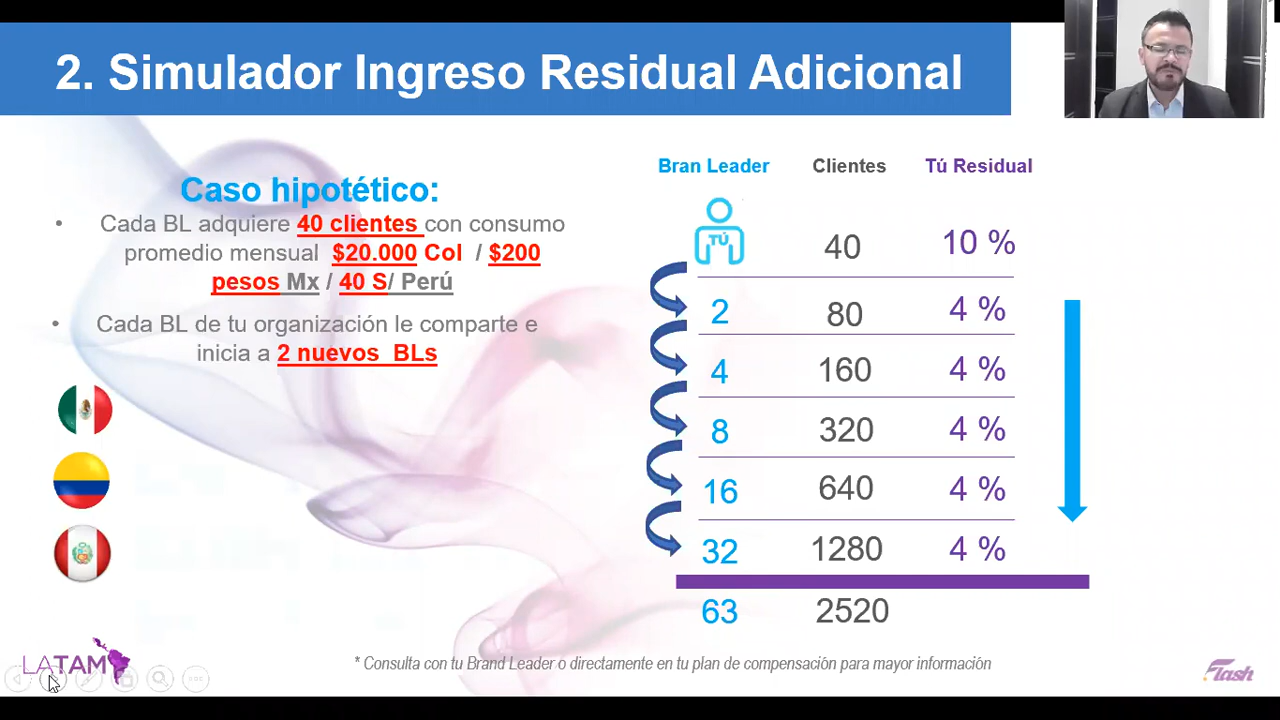 2. Simulador Ingreso Residual Adicional
Caso hipotético:
• Cada BL adquiere 40 clientes con consumo
promedio mensual $20.000 Col / $200
pesos Mx / 40 S/ Perú
• Cada BL de tu organización le comparte e
inicia a 2 nuevos BLs
Bran Leader Clientes Tú Residual
TÚ 40 10 %
2 80 4 %
4 160 4 %
8 320 4 %
16 640 4 %
32 1280 4 %
63 2520
* Consulta con tu Brand Leader o directamente en tu plan de compensación para mayor información
LATAM
Flash